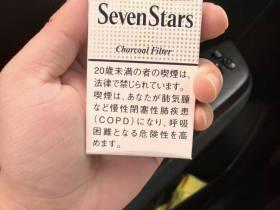 Seven Stars
Charcoal Filter
20歳未満の者の喫煙は、
法律で禁じられています。
喫煙は、あなたが肺気腫
など慢性閉塞性肺疾患
(COPD)になり、呼吸
困難となる危険性を高
めます。